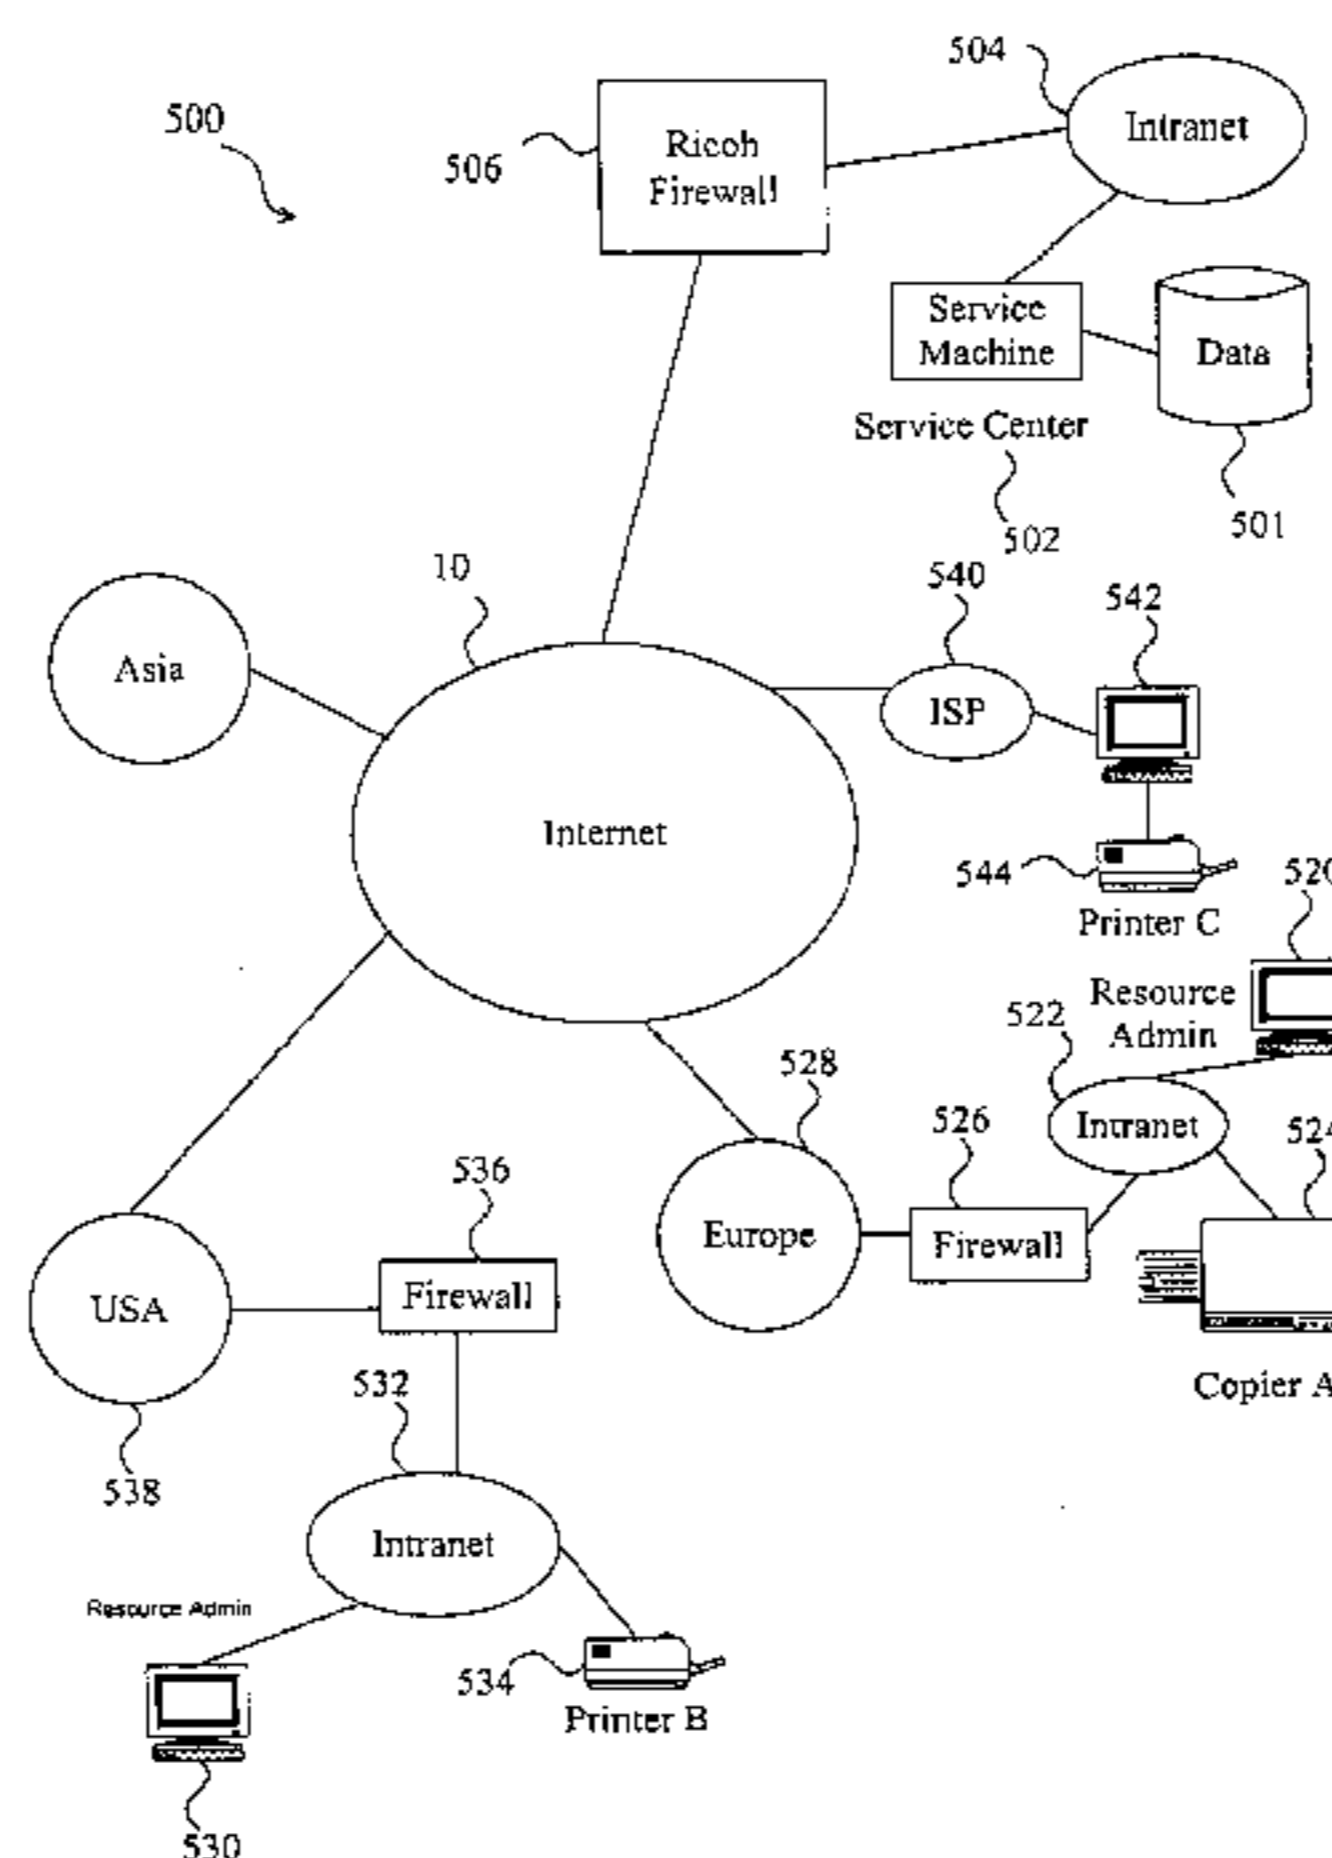 504
500
Intranet
Ricoh
Firewall
506
Service
Machine
Data
Service Center
501
502
10
540
542
Asia
ISP
Internet
544
520
Printer C
Resource
Admin
522
528
526
Intranet
524
536
Europe
Firewall
USA
Firewall
532
Copier A
538
Intranet
Resource Admin
534
Printer B
530